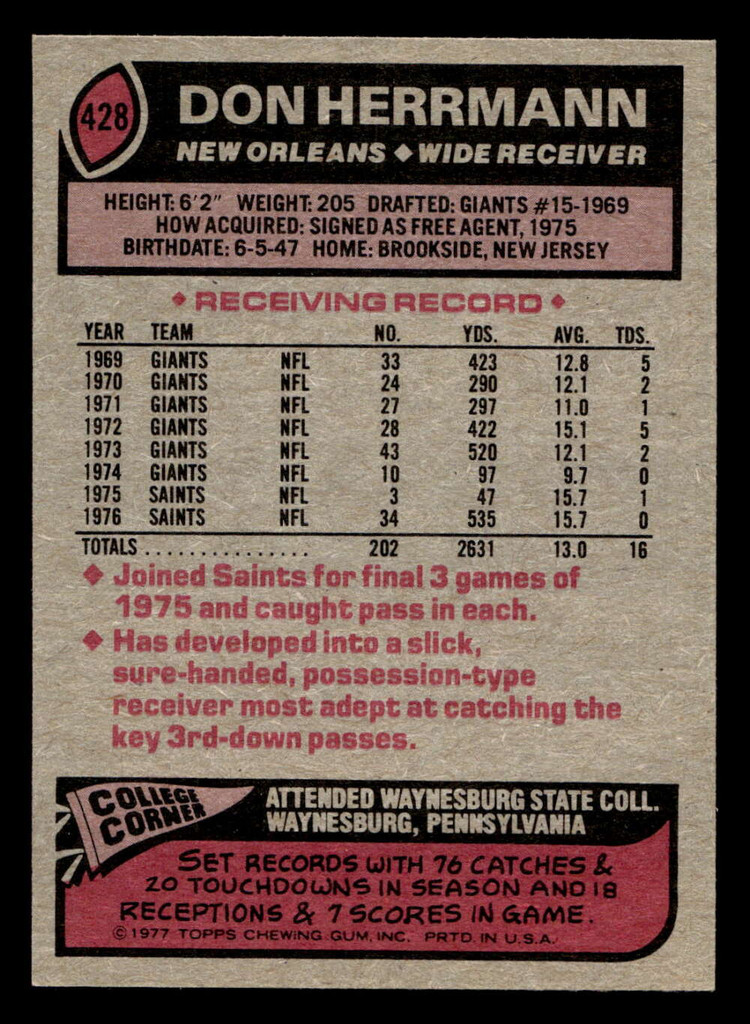 428
DON HERRMANN
NEW ORLEANS ◆ WIDE RECEIVER
HEIGHT: 6'2" WEIGHT: 205 DRAFTED: GIANTS #15-1969
HOW ACQUIRED: SIGNED AS FREE AGENT, 1975
BIRTHDATE: 6-5-47 HOME: BROOKSIDE, NEW JERSEY
◆ RECEIVING RECORD ◆
YEAR TEAM NO. YDS. AVG. TDS.
1969 GIANTS NFL 33 423 12.8 5
1970 GIANTS NFL 24 290 12.1 2
1971 GIANTS NFL 27 297 11.0 1
1972 GIANTS NFL 28 422 15.1 5
1973 GIANTS NFL 43 520 12.1 2
1974 GIANTS NFL 10 97 9.7 0
1975 SAINTS NFL 3 47 15.7 1
1976 SAINTS NFL 34 535 15.7 0
TOTALS ................ 202 2631 13.0 16
◆ Joined Saints for final 3 games of
1975 and caught pass in each.
◆ Has developed into a slick,
sure-handed, possession-type
receiver most adept at catching the
key 3rd-down passes.
COLLEGE
CORNER
ATTENDED WAYNESBURG STATE COLL.
WAYNESBURG, PENNSYLVANIA
SET RECORDS WITH 76 CATCHES &
20 TOUCHDOWNS IN SEASON AND 18
RECEPTIONS & 7 SCORES IN GAME.
©1977 TOPPS CHEWING GUM, INC. PRTD. IN U.S.A.